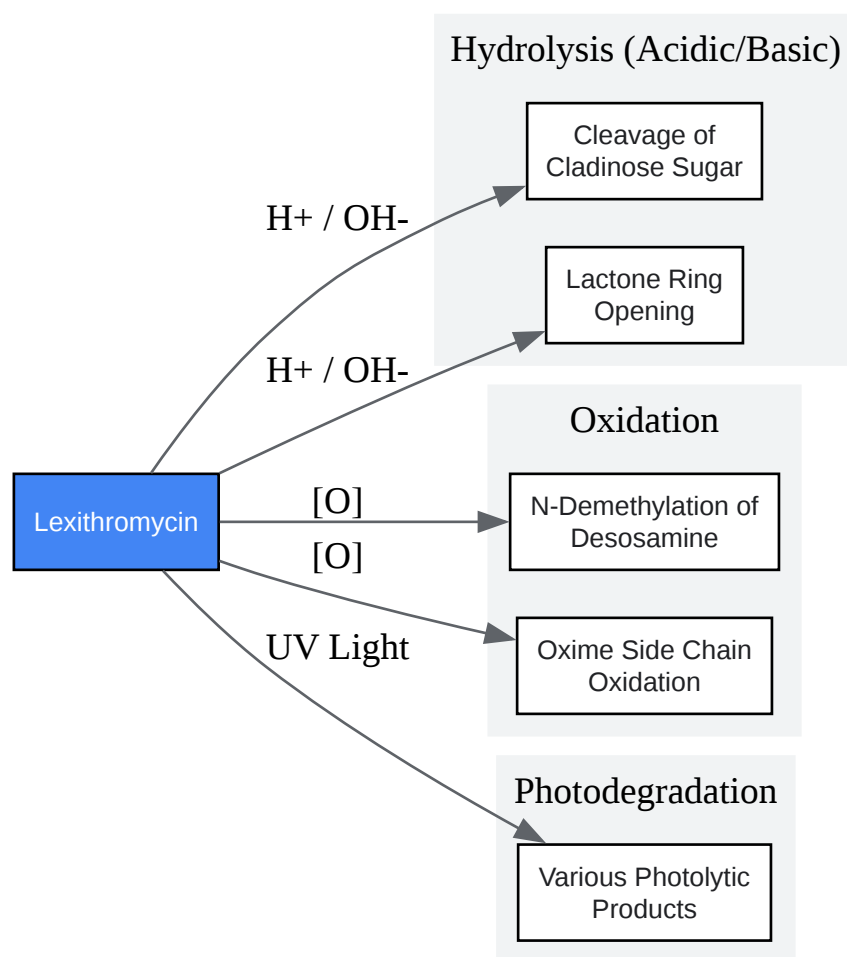 Hydrolysis (Acidic/Basic)
Cleavage of
Cladinose Sugar
H+ / OH-
Lactone Ring
Opening
H+ / OH-
Oxidation
Lexithromycin
[O]
N-Demethylation of
Desosamine
[O]
Oxime Side Chain
Oxidation
UV Light
Photodegradation
Various Photolytic
Products